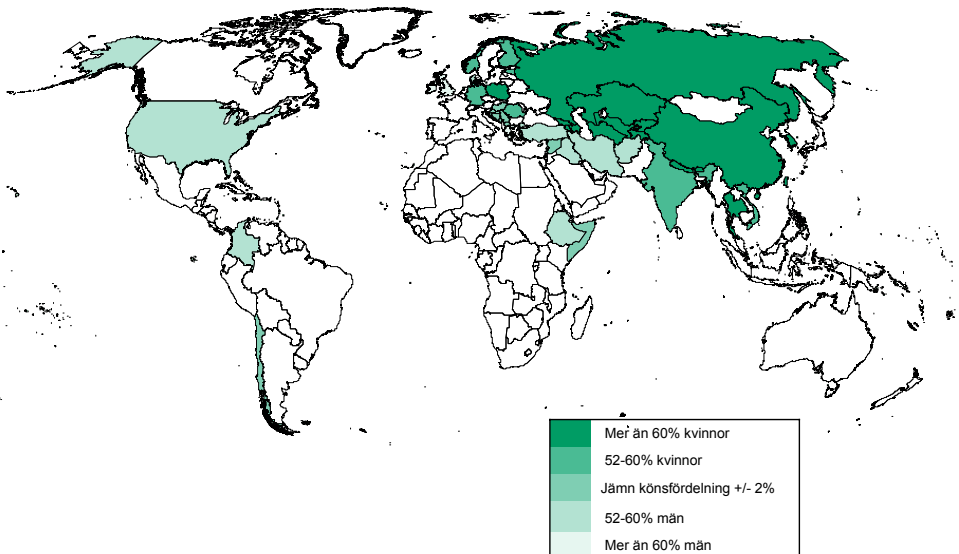 Mer än 60% kvinnor
52-60% kvinnor
Jämn könsfördelning +/- 2%
52-60% män
Mer än 60% män